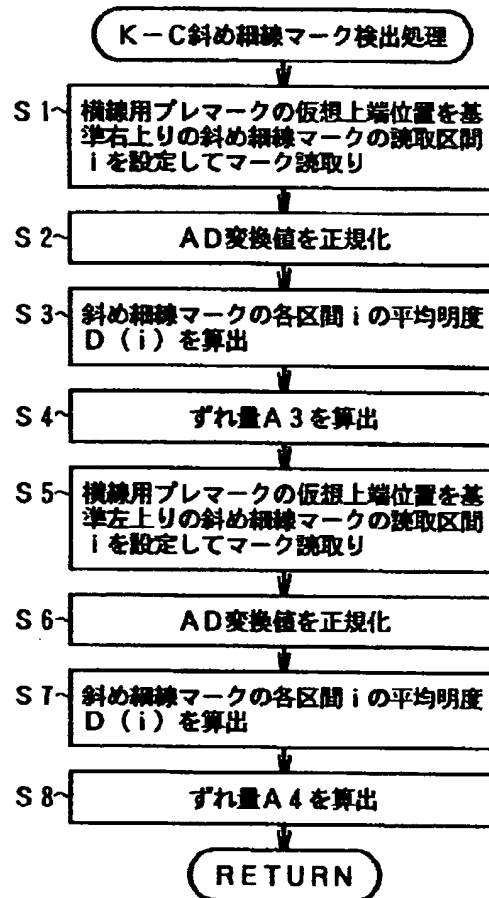 K－C斜め細線マーク検出処理
S1 横線用プレマークの仮想上端位置を基
準右上りの斜め細線マークの読取区間
iを設定してマーク読取り
S2 AD変換値を正規化
S3 斜め細線マークの各区間iの平均明度
D（i）を算出
S4 ずれ量A3を算出
S5 横線用プレマークの仮想上端位置を基
準左上りの斜め細線マークの読取区間
iを設定してマーク読取り
S6 AD変換値を正規化
S7 斜め細線マークの各区間iの平均明度
D（i）を算出
S8 ずれ量A4を算出
RETURN